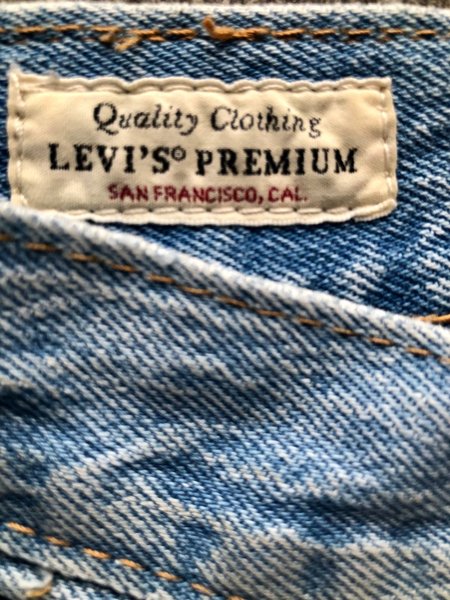 Quality Clothing
LEVI'S® PREMIUM
SAN FRANCISCO, CAL.